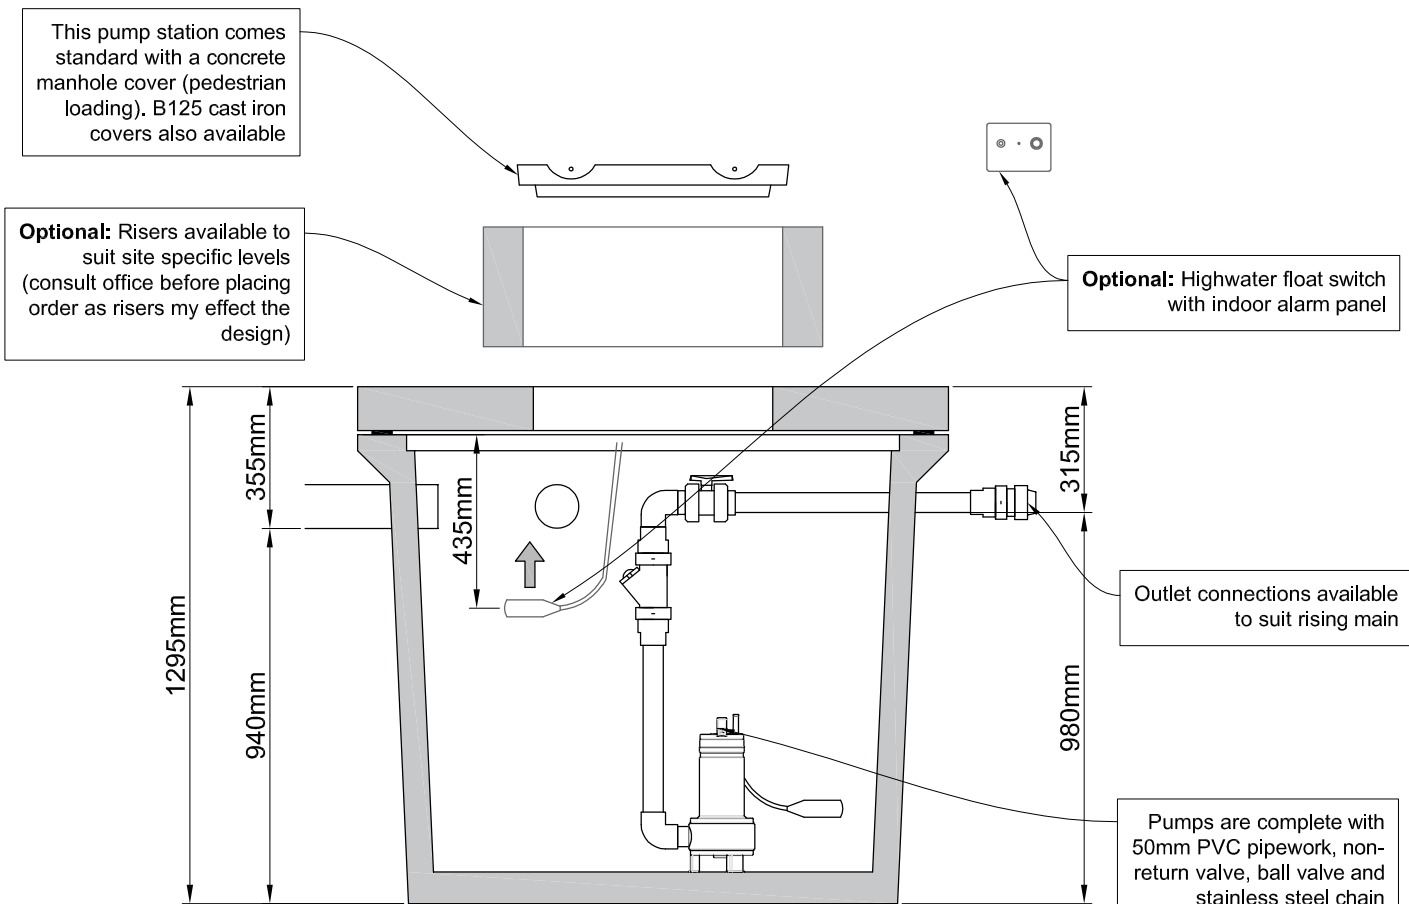 This pump station comes
standard with a concrete
manhole cover (pedestrian
loading). B125 cast iron
covers also available
Optional: Risers available to
suit site specific levels
(consult office before placing
order as risers my effect the
design)
Optional: Highwater float switch
with indoor alarm panel
355mm
315mm
435mm
1295mm
940mm
980mm
Outlet connections available
to suit rising main
Pumps are complete with
50mm PVC pipework, non-
return valve, ball valve and
stainless steel chain